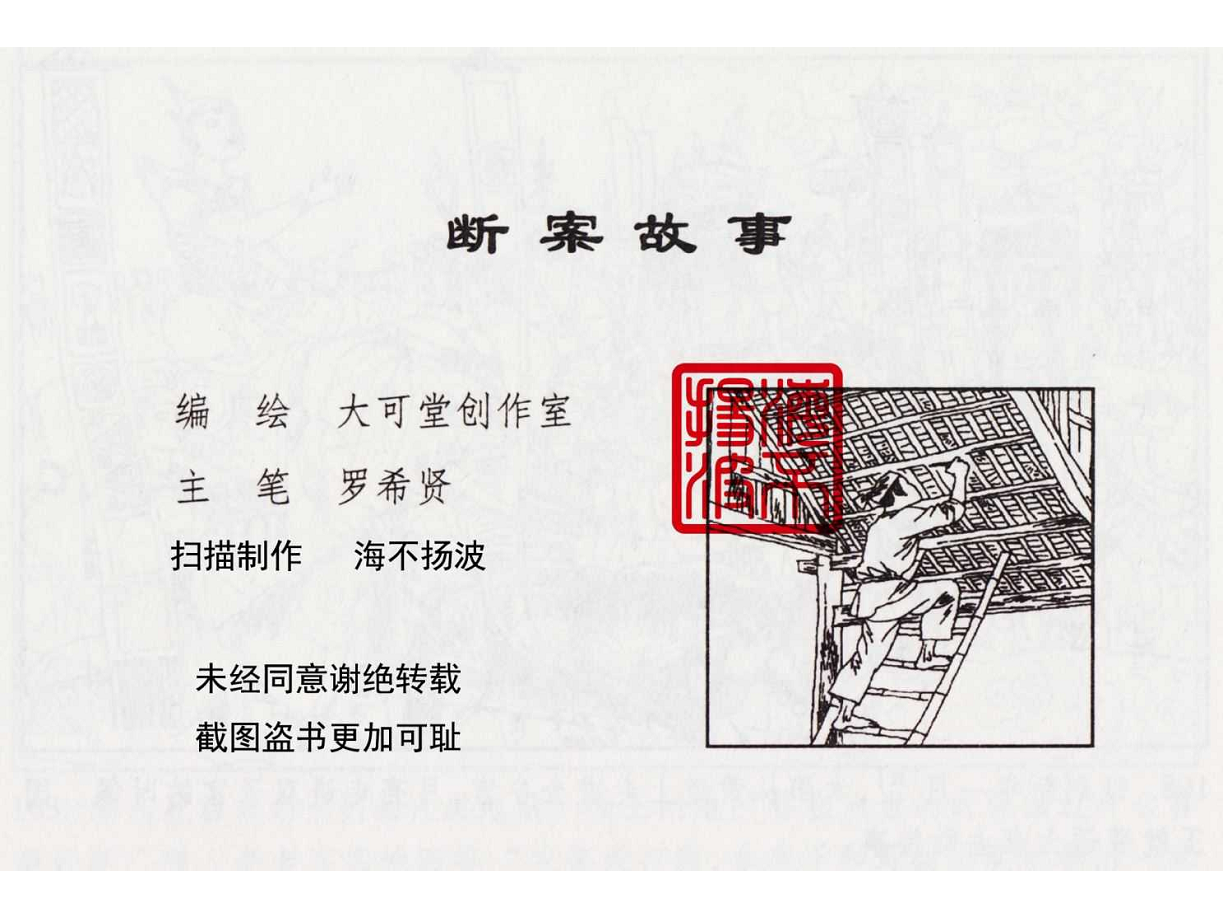 断案故事
编 绘 大可堂创作室
主 笔 罗希贤
扫描制作 海不扬波
未经同意谢绝转载
截图盗书更加可耻